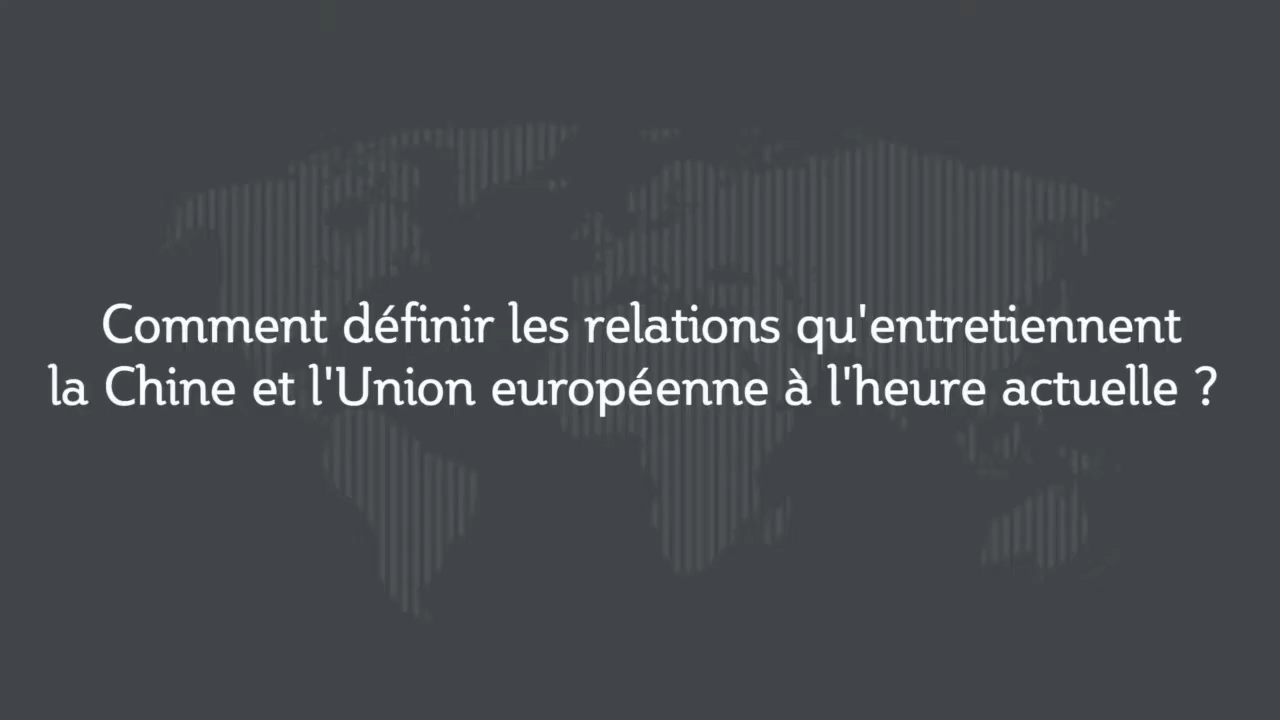 Comment définir les relations qu'entretiennent
la Chine et l'Union européenne à l'heure actuelle ?